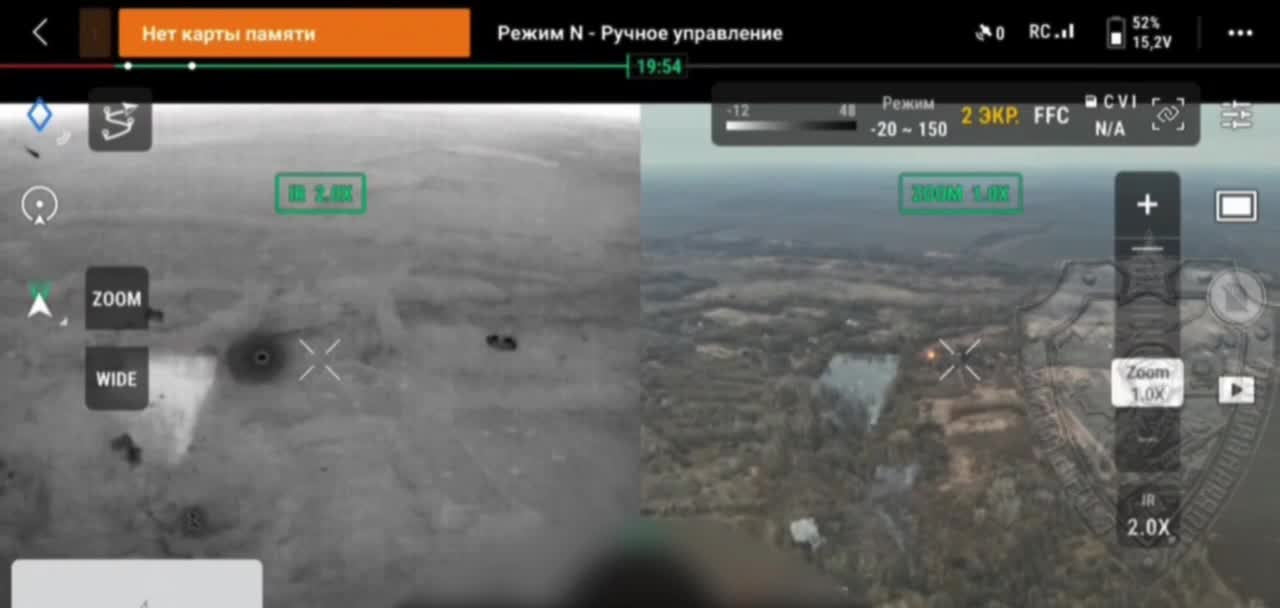 Нет карты памяти
Режим N - Ручное управление
0
RC
52%
15,2V
19:54
-12 48
Режим
-20 ~ 150
2 ЭКР.
FFC
C V I
N/A
IR 2.0X
ZOOM 1.0X
ZOOM
WIDE
Zoom
1.0X
IR
2.0X
N